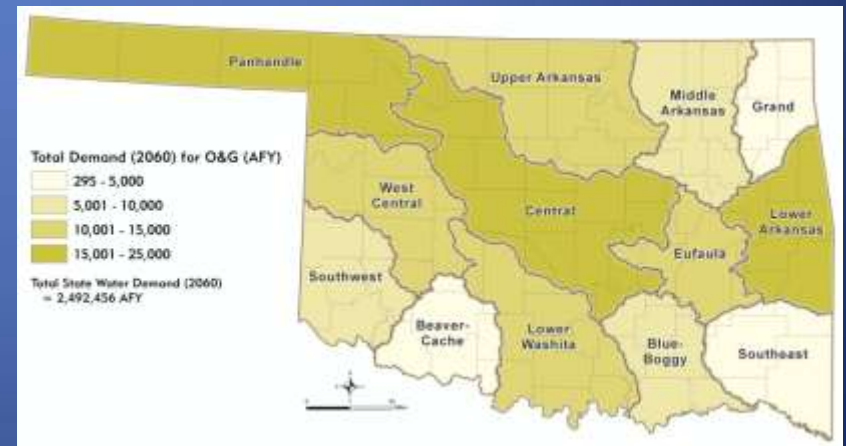 Panhandle
Upper Arkansas
Middle
Arkansas
Grand
Total Demand (2060) for O&G (AFY)
295 - 5,000
5,001 - 10,000
10,001 - 15,000
15,001 - 25,000
Total State Water Demand (2060)
= 2,492,456 AFY
West
Central
Central
Lower
Arkansas
Eufaula
Southwest
Beaver-
Cache
Lower
Washita
Blue-
Boggy
Southeast